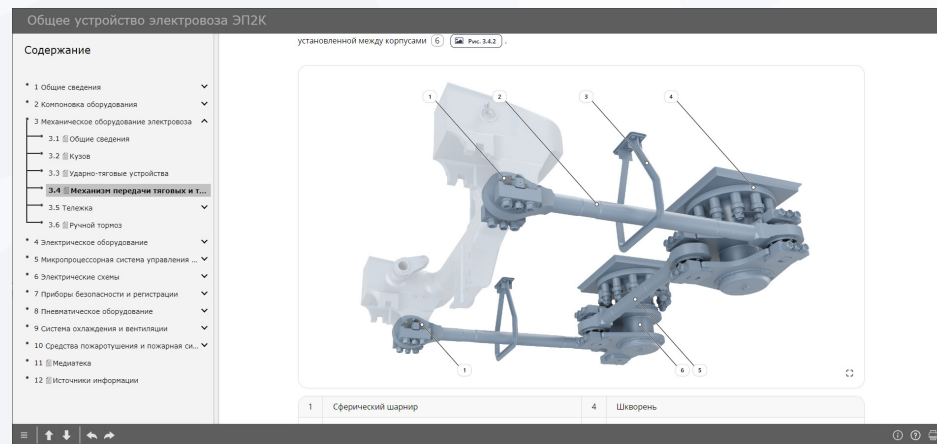 Общее устройство электровоза ЭП2К
Содержание
1 Общие сведения
2 Компоновка оборудования
3 Механическое оборудование электровоза
3.1 Общие сведения
3.2 Кузов
3.3 Ударно-тяговые устройства
3.4 Механизм передачи тяговых и т...
3.5 Тележка
3.6 Ручной тормоз
4 Электрическое оборудование
5 Микропроцессорная система управления ...
6 Электрические схемы
7 Приборы безопасности и регистрации
8 Пневматическое оборудование
9 Система охлаждения и вентиляции
10 Средства пожаротушения и пожарная си...
11 Медиатека
12 Источники информации
установленной между корпусами 6 Рис. 3.4.2 .
1 2 3 4
1 6 5
1 Сферический шарнир 4 Шкворень